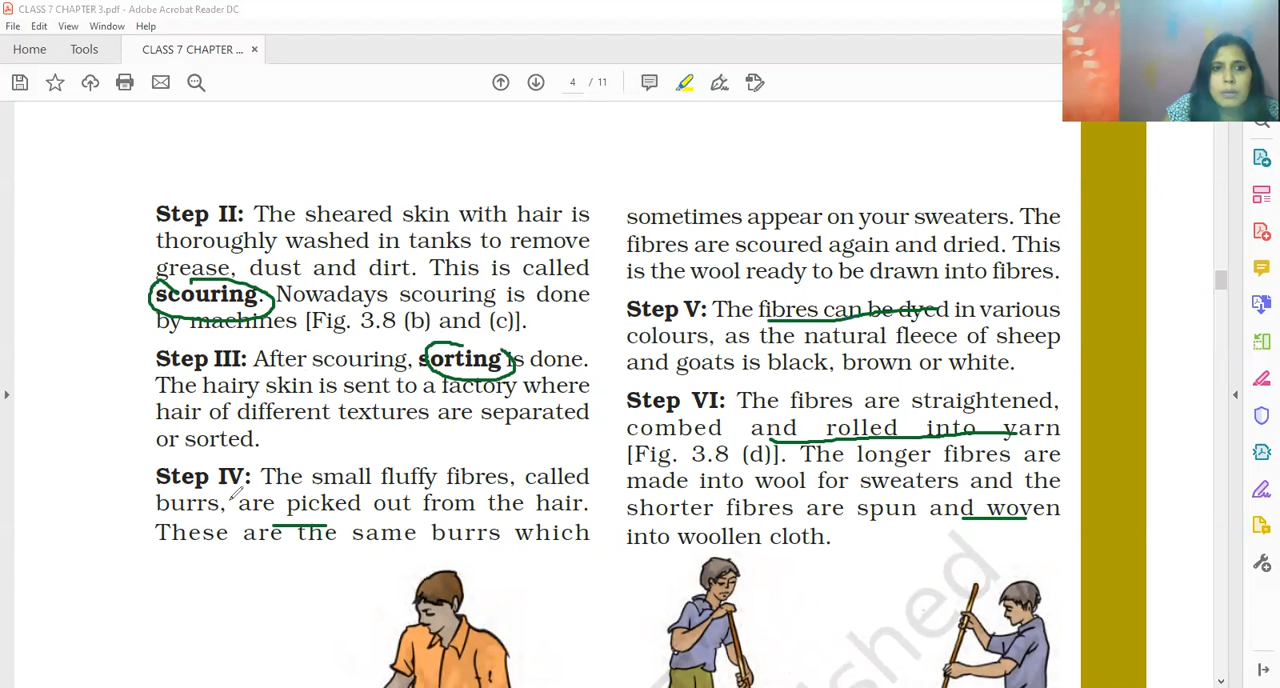 CLASS 7 CHAPTER 3.pdf - Adobe Acrobat Reader DC
File Edit View Window Help
Home Tools CLASS 7 CHAPTER ... ×
4 / 11
Step II: The sheared skin with hair is
thoroughly washed in tanks to remove
grease, dust and dirt. This is called
scouring. Nowadays scouring is done
by machines [Fig. 3.8 (b) and (c)].
Step III: After scouring, sorting is done.
The hairy skin is sent to a factory where
hair of different textures are separated
or sorted.
Step IV: The small fluffy fibres, called
burrs, are picked out from the hair.
These are the same burrs which
sometimes appear on your sweaters. The
fibres are scoured again and dried. This
is the wool ready to be drawn into fibres.
Step V: The fibres can be dyed in various
colours, as the natural fleece of sheep
and goats is black, brown or white.
Step VI: The fibres are straightened,
combed and rolled into yarn
[Fig. 3.8 (d)]. The longer fibres are
made into wool for sweaters and the
shorter fibres are spun and woven
into woollen cloth.
shed